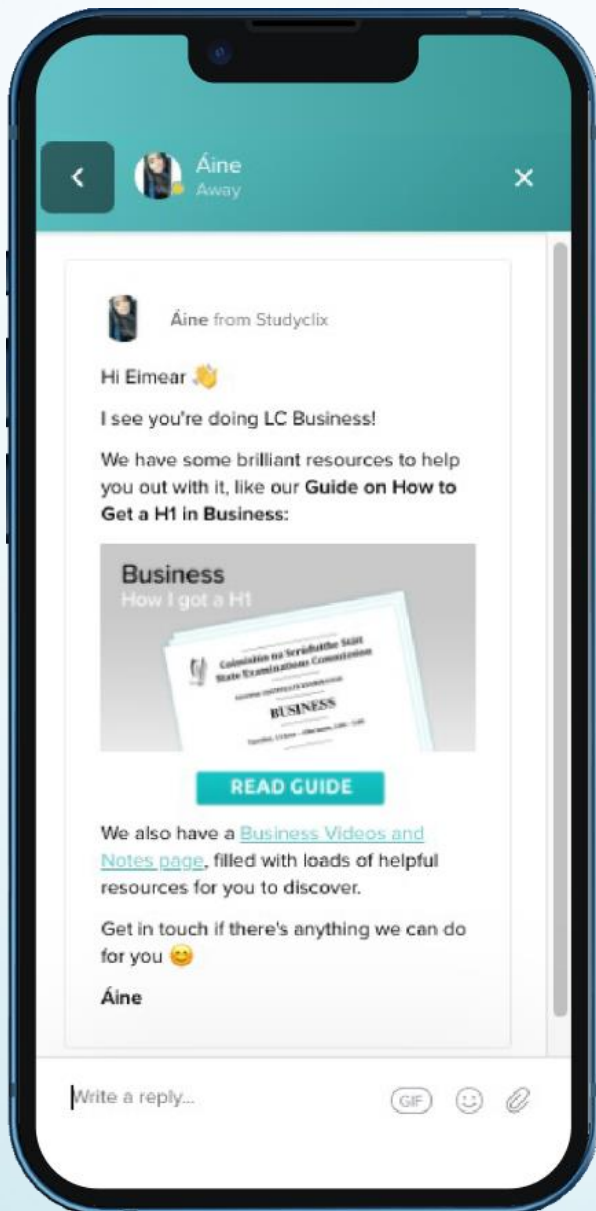 Áine
Away
Áine from Studyclix
Hi Eimear 👋
I see you're doing LC Business!
We have some brilliant resources to help
you out with it, like our Guide on How to
Get a H1 in Business:
Business
How I got a H1
Coimisiún na Scrúduithe Stáit
State Examinations Commission
BUSINESS
READ GUIDE
We also have a Business Videos and
Notes page, filled with loads of helpful
resources for you to discover.
Get in touch if there's anything we can do
for you 😊
Áine
Write a reply...
GIF